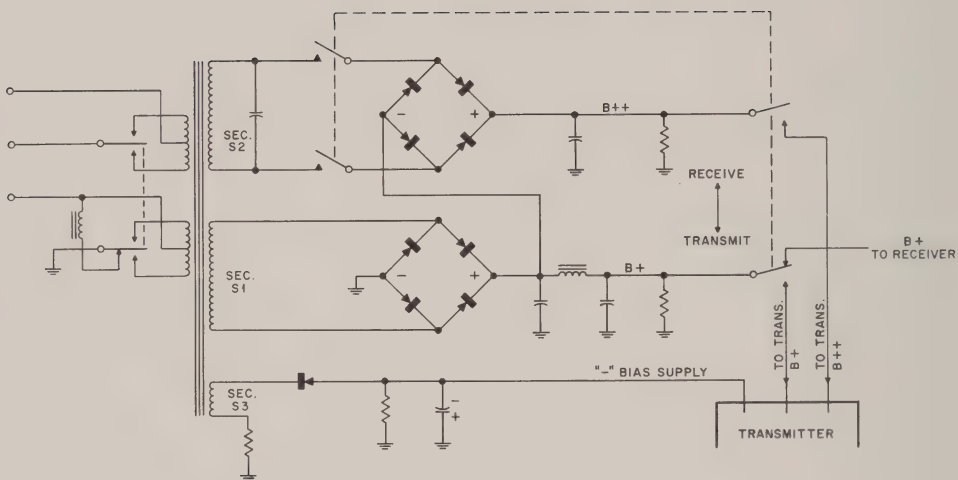 SEC.
S2
-
+
B++
RECEIVE
TRANSMIT
B+
TO RECEIVER
SEC.
S1
-
+
B+
TO TRANS.
B+
TO TRANS.
B++
SEC.
S3
"–" BIAS SUPPLY
-
+
TRANSMITTER